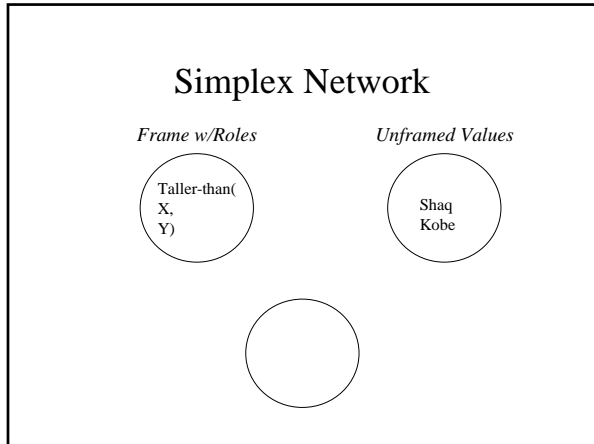 Simplex Network
Frame w/Roles
Unframed Values
Taller-than(
X,
Y)
Shaq
Kobe